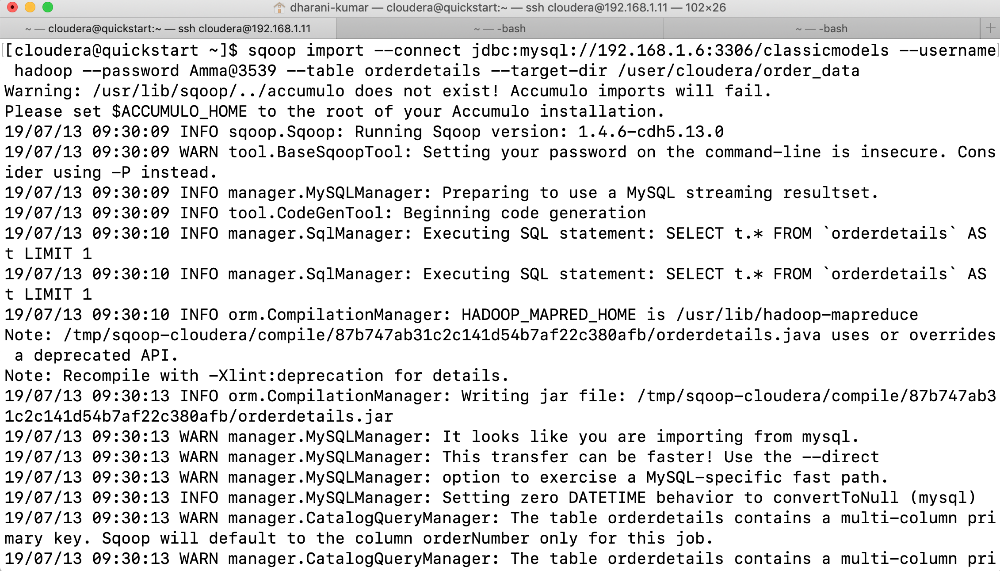 dharani-kumar — cloudera@quickstart:~ — ssh cloudera@192.168.1.11 — 102×26
~ — cloudera@quickstart:~ — ssh cloudera@192.168.1.11
~ — -bash
~ — -bash
[cloudera@quickstart ~]$ sqoop import --connect jdbc:mysql://192.168.1.6:3306/classicmodels --username
hadoop --password Amma@3539 --table orderdetails --target-dir /user/cloudera/order_data
Warning: /usr/lib/sqoop/../accumulo does not exist! Accumulo imports will fail.
Please set $ACCUMULO_HOME to the root of your Accumulo installation.
19/07/13 09:30:09 INFO sqoop.Sqoop: Running Sqoop version: 1.4.6-cdh5.13.0
19/07/13 09:30:09 WARN tool.BaseSqoopTool: Setting your password on the command-line is insecure. Cons
ider using -P instead.
19/07/13 09:30:09 INFO manager.MySQLManager: Preparing to use a MySQL streaming resultset.
19/07/13 09:30:09 INFO tool.CodeGenTool: Beginning code generation
19/07/13 09:30:10 INFO manager.SqlManager: Executing SQL statement: SELECT t.* FROM `orderdetails` AS
t LIMIT 1
19/07/13 09:30:10 INFO manager.SqlManager: Executing SQL statement: SELECT t.* FROM `orderdetails` AS
t LIMIT 1
19/07/13 09:30:10 INFO orm.CompilationManager: HADOOP_MAPRED_HOME is /usr/lib/hadoop-mapreduce
Note: /tmp/sqoop-cloudera/compile/87b747ab31c2c141d54b7af22c380afb/orderdetails.java uses or overrides
a deprecated API.
Note: Recompile with -Xlint:deprecation for details.
19/07/13 09:30:13 INFO orm.CompilationManager: Writing jar file: /tmp/sqoop-cloudera/compile/87b747ab3
1c2c141d54b7af22c380afb/orderdetails.jar
19/07/13 09:30:13 WARN manager.MySQLManager: It looks like you are importing from mysql.
19/07/13 09:30:13 WARN manager.MySQLManager: This transfer can be faster! Use the --direct
19/07/13 09:30:13 WARN manager.MySQLManager: option to exercise a MySQL-specific fast path.
19/07/13 09:30:13 INFO manager.MySQLManager: Setting zero DATETIME behavior to convertToNull (mysql)
19/07/13 09:30:13 WARN manager.CatalogQueryManager: The table orderdetails contains a multi-column pri
mary key. Sqoop will default to the column orderNumber only for this job.
19/07/13 09:30:13 WARN manager.CatalogQueryManager: The table orderdetails contains a multi-column pri